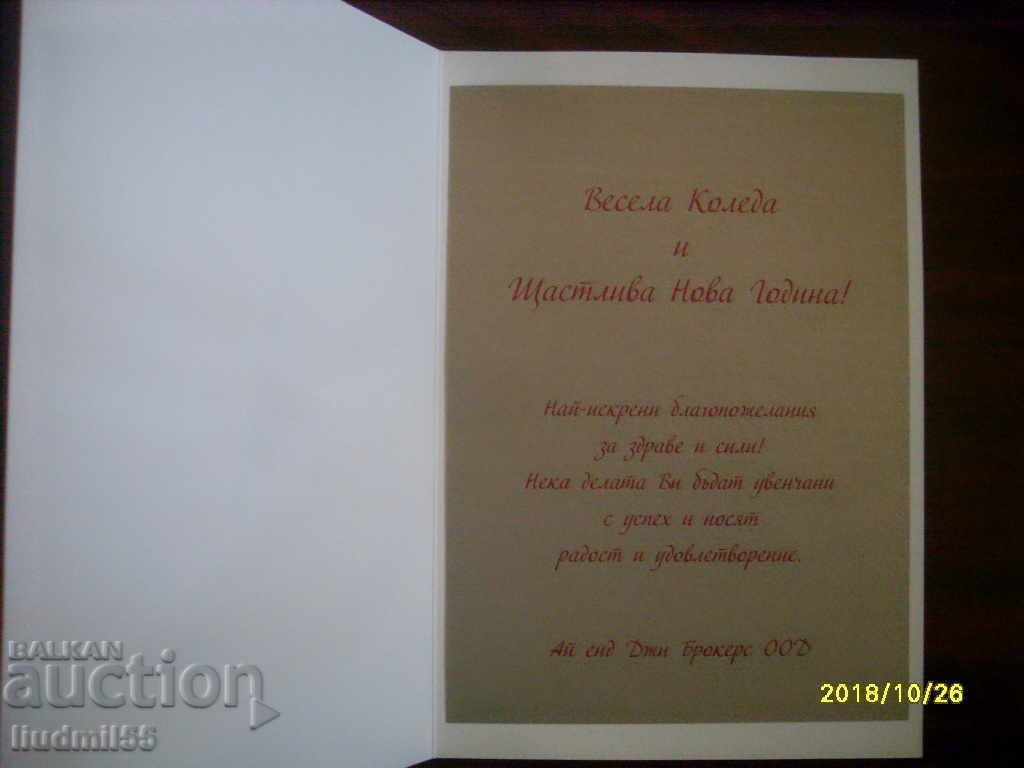 Весела Коледа
и
Щастлива Нова Година!
Най-искрени благопожелания
за здраве и сили!
Нека делата Ви бъдат увенчани
с успех и носят
радост и удовлетворение.
Ай енд Джи Брокерс ООД
2018/10/26
BALKAN
auction
liudmil55